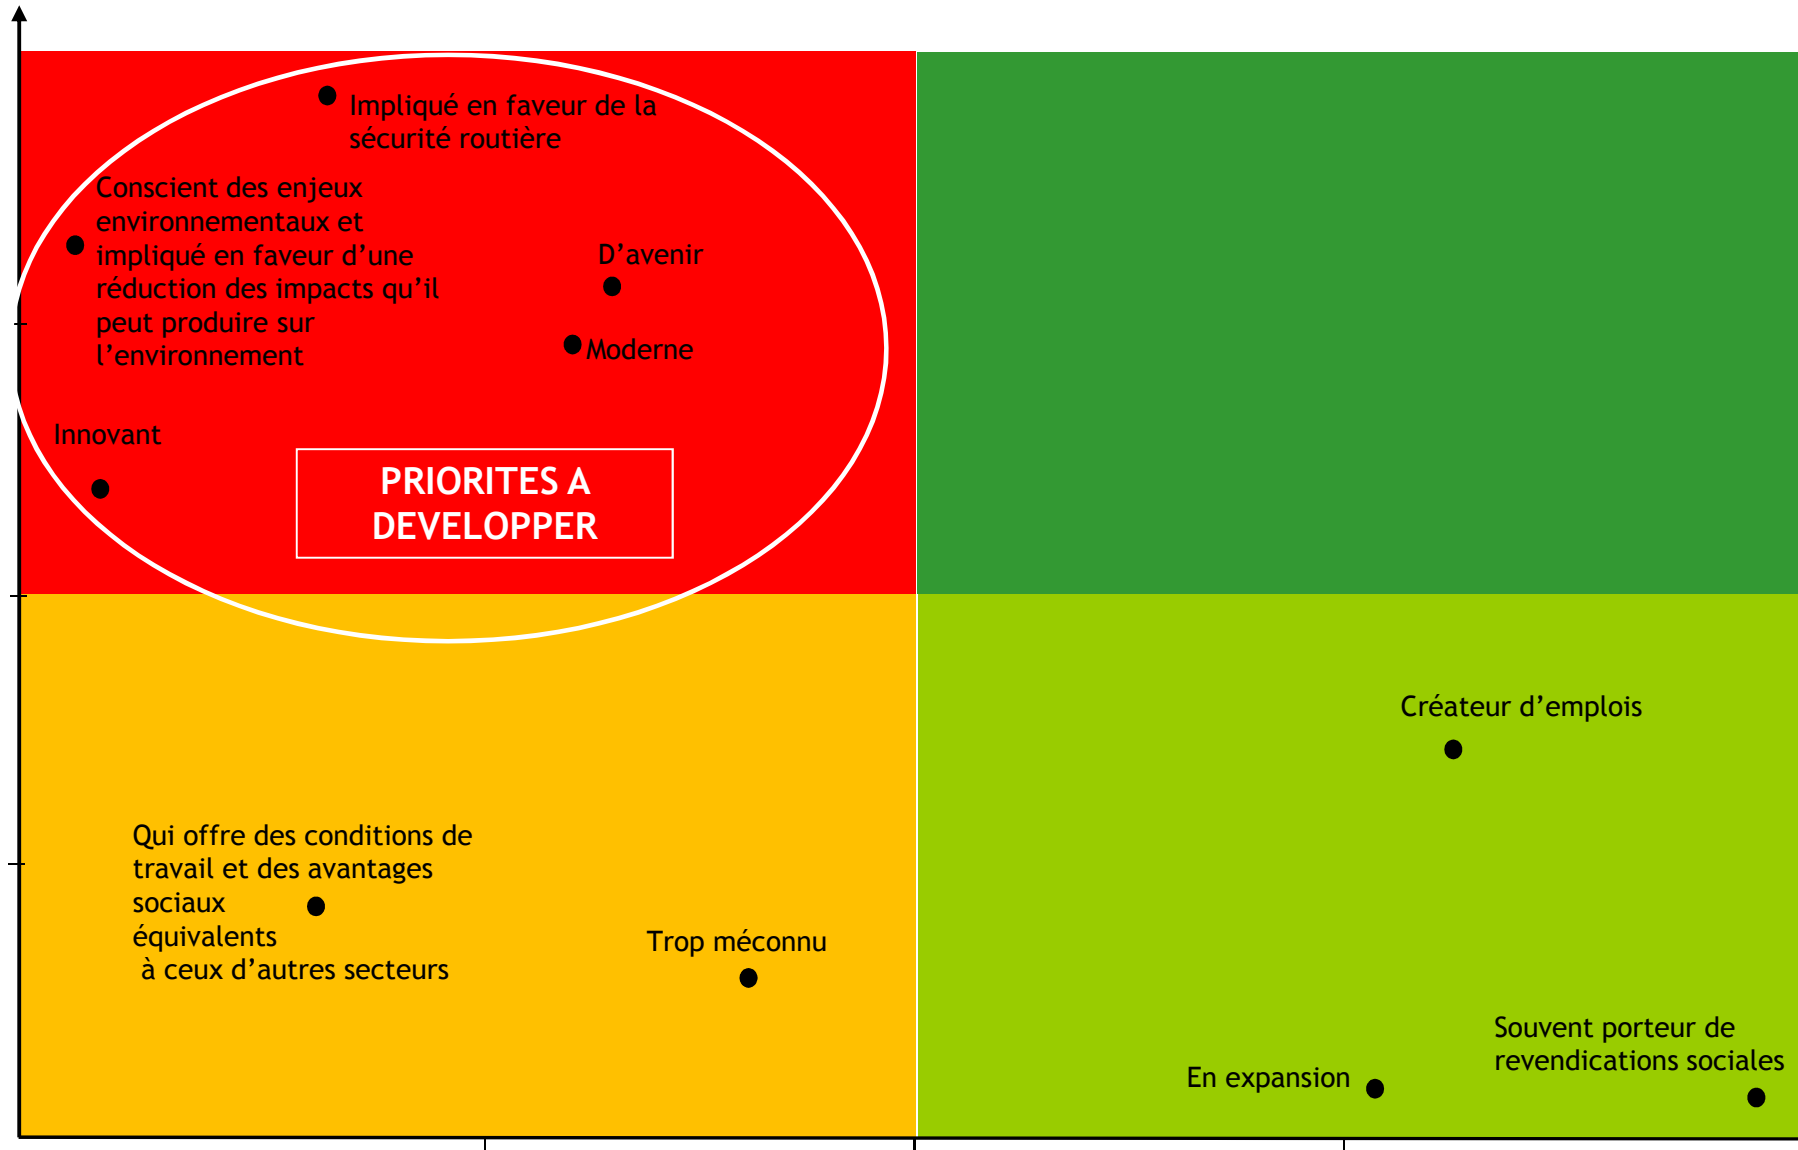 Impliqué en faveur de la
sécurité routière
Conscient des enjeux
environnementaux et
impliqué en faveur d’une
réduction des impacts qu’il
peut produire sur
l’environnement
D’avenir
Moderne
Innovant
PRIORITES A
DEVELOPPER
Créateur d’emplois
Qui offre des conditions de
travail et des avantages
sociaux
équivalents
à ceux d’autres secteurs
Trop méconnu
Souvent porteur de
revendications sociales
En expansion